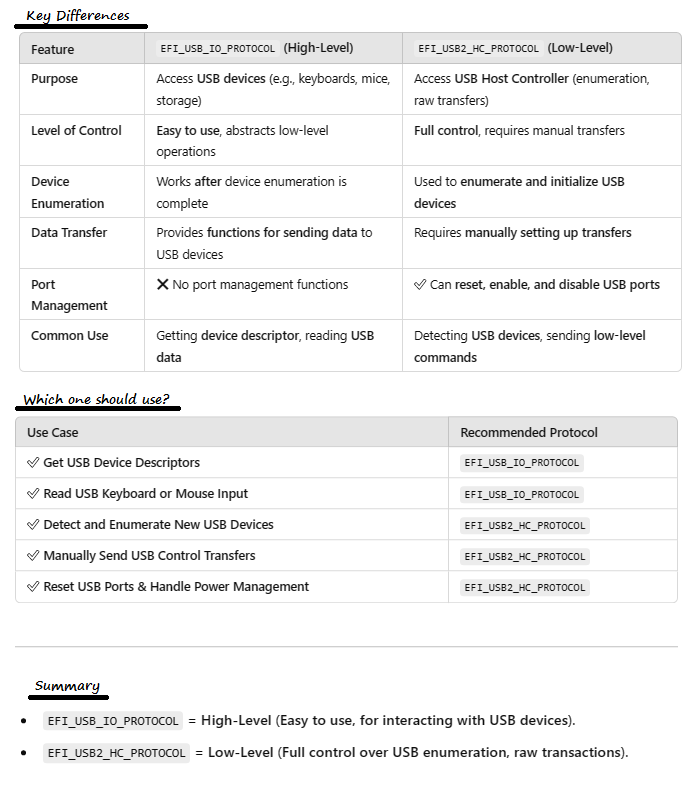 Key Differences
Feature EFI_USB_IO_PROTOCOL (High-Level) EFI_USB2_HC_PROTOCOL (Low-Level)
Purpose Access USB devices (e.g., keyboards, mice, Access USB Host Controller (enumeration,
storage) raw transfers)
Level of Control Easy to use, abstracts low-level Full control, requires manual transfers
operations
Device Works after device enumeration is Used to enumerate and initialize USB
Enumeration complete devices
Data Transfer Provides functions for sending data to Requires manually setting up transfers
USB devices
Port ❌ No port management functions ✅ Can reset, enable, and disable USB ports
Management
Common Use Getting device descriptor, reading USB Detecting USB devices, sending low-level
data commands
Which one should use?
Use Case Recommended Protocol
✅ Get USB Device Descriptors EFI_USB_IO_PROTOCOL
✅ Read USB Keyboard or Mouse Input EFI_USB_IO_PROTOCOL
✅ Detect and Enumerate New USB Devices EFI_USB2_HC_PROTOCOL
✅ Manually Send USB Control Transfers EFI_USB2_HC_PROTOCOL
✅ Reset USB Ports & Handle Power Management EFI_USB2_HC_PROTOCOL
Summary
• EFI_USB_IO_PROTOCOL = High-Level (Easy to use, for interacting with USB devices).
• EFI_USB2_HC_PROTOCOL = Low-Level (Full control over USB enumeration, raw transactions).